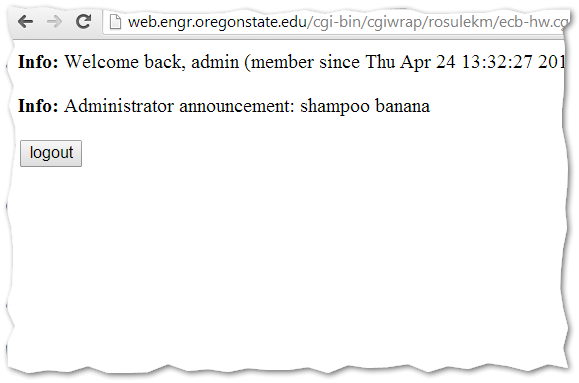 web.engr.oregonstate.edu/cgi-bin/cgiwrap/rosulekm/ecb-hw.cg
Info: Welcome back, admin (member since Thu Apr 24 13:32:27 201
Info: Administrator announcement: shampoo banana
logout